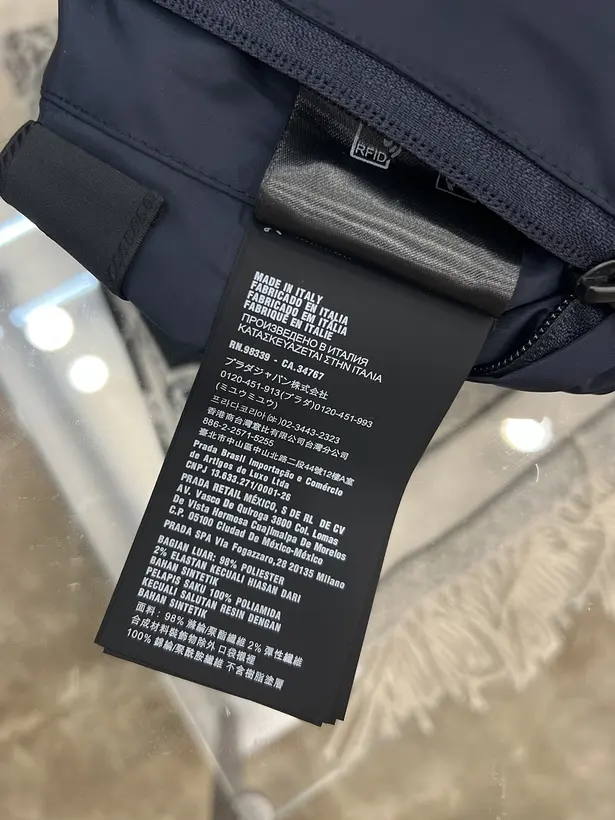 RFID
MADE IN ITALY
FABRICADO EN ITALIA
FABRICADO EM ITALIA
FABRIQUÉ EN ITALIE
ПРОИЗВЕДЕНО В ИТАЛИЯ
ΚΑΤΑΣΚΕΥΑΖΕΤΑΙ ΣΤΗΝ ΙΤΑΛΙΑ
RN.99339 - CA.34767
プラダジャパン株式会社
0120-451-913(プラダ)0120-451-993
(ミュウミュウ)
프라다코리아(㈜)02-3443-2323
香港商台灣意比有限公司台灣分公司
886-2-2571-5255
臺北市中山區中山北路二段44號12樓A室
Prada Brasil Importação e Comércio
de Artigos de Luxo Ltda
CNPJ 13.633.271/0001-26
PRADA RETAIL MÉXICO, S DE RL DE CV
AV. Vasco De Quiroga 3800 Col. Lomas
De Vista Hermosa Cuajimalpa De Morelos
C.P. 05100 Ciudad De México-México
PRADA SPA Via Fogazzaro,28 20135 Milano
BAGIAN LUAR: 98% POLIESTER
2% ELASTAN KECUALI HIASAN DARI
BAHAN SINTETIK
PELAPIS SAKU 100% POLIAMIDA
KECUALI SALUTAN RESIN DENGAN
BAHAN SINTETIK
面料: 98% 滌綸/聚酯纖維 2% 彈性纖維
合成材料裝飾物除外 口袋襯裡
100% 錦綸/聚酰胺纖維 不含樹脂塗層